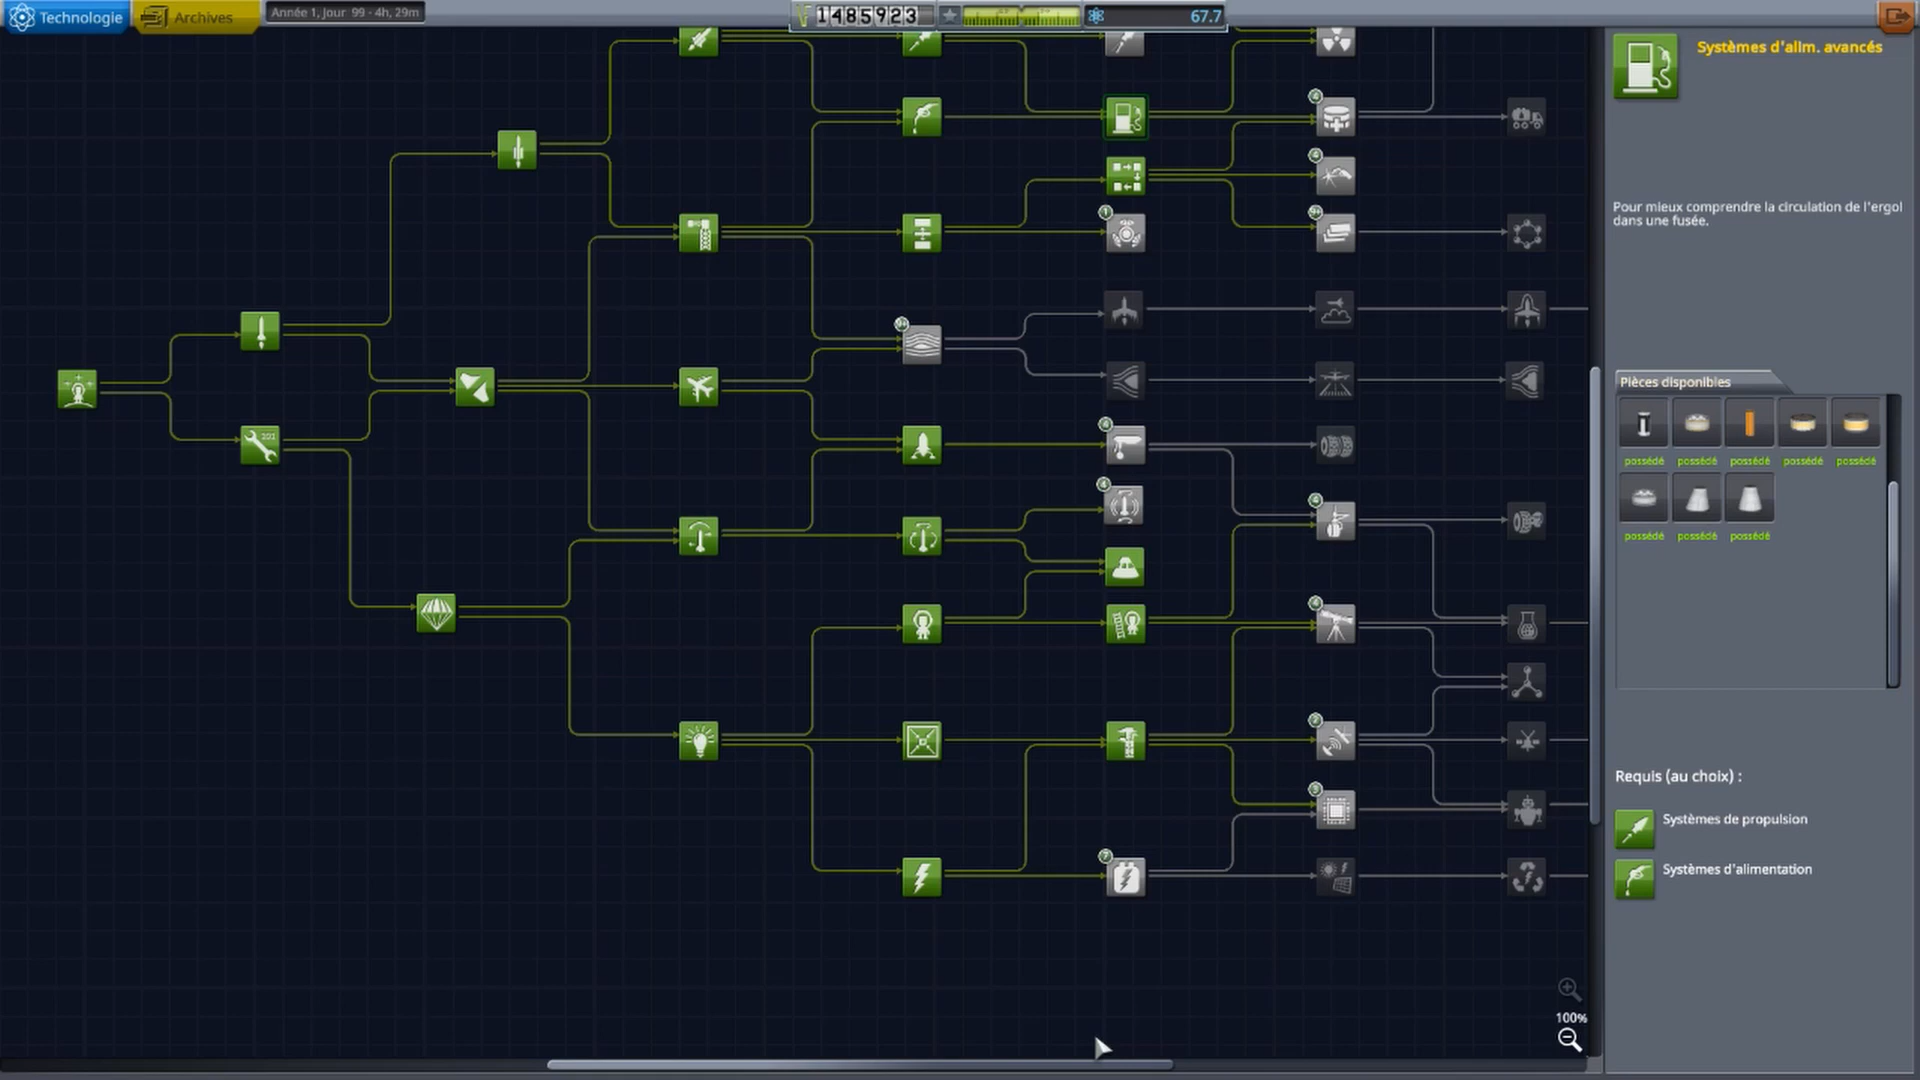 Technologie
Archives
Année 1, Jour 99 - 4h, 29m
1485923
67.7
Systèmes d'alim. avancés
Pour mieux comprendre la circulation de l'ergol
dans une fusée.
Pièces disponibles
possédé possédé possédé possédé possédé
possédé possédé possédé
Requis (au choix) :
Systèmes de propulsion
Systèmes d'alimentation
100%
201